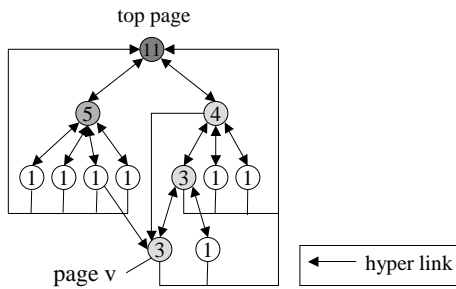 top page
11
5 4
1 1 1 1 3 1 1
3 1
page v
hyper link